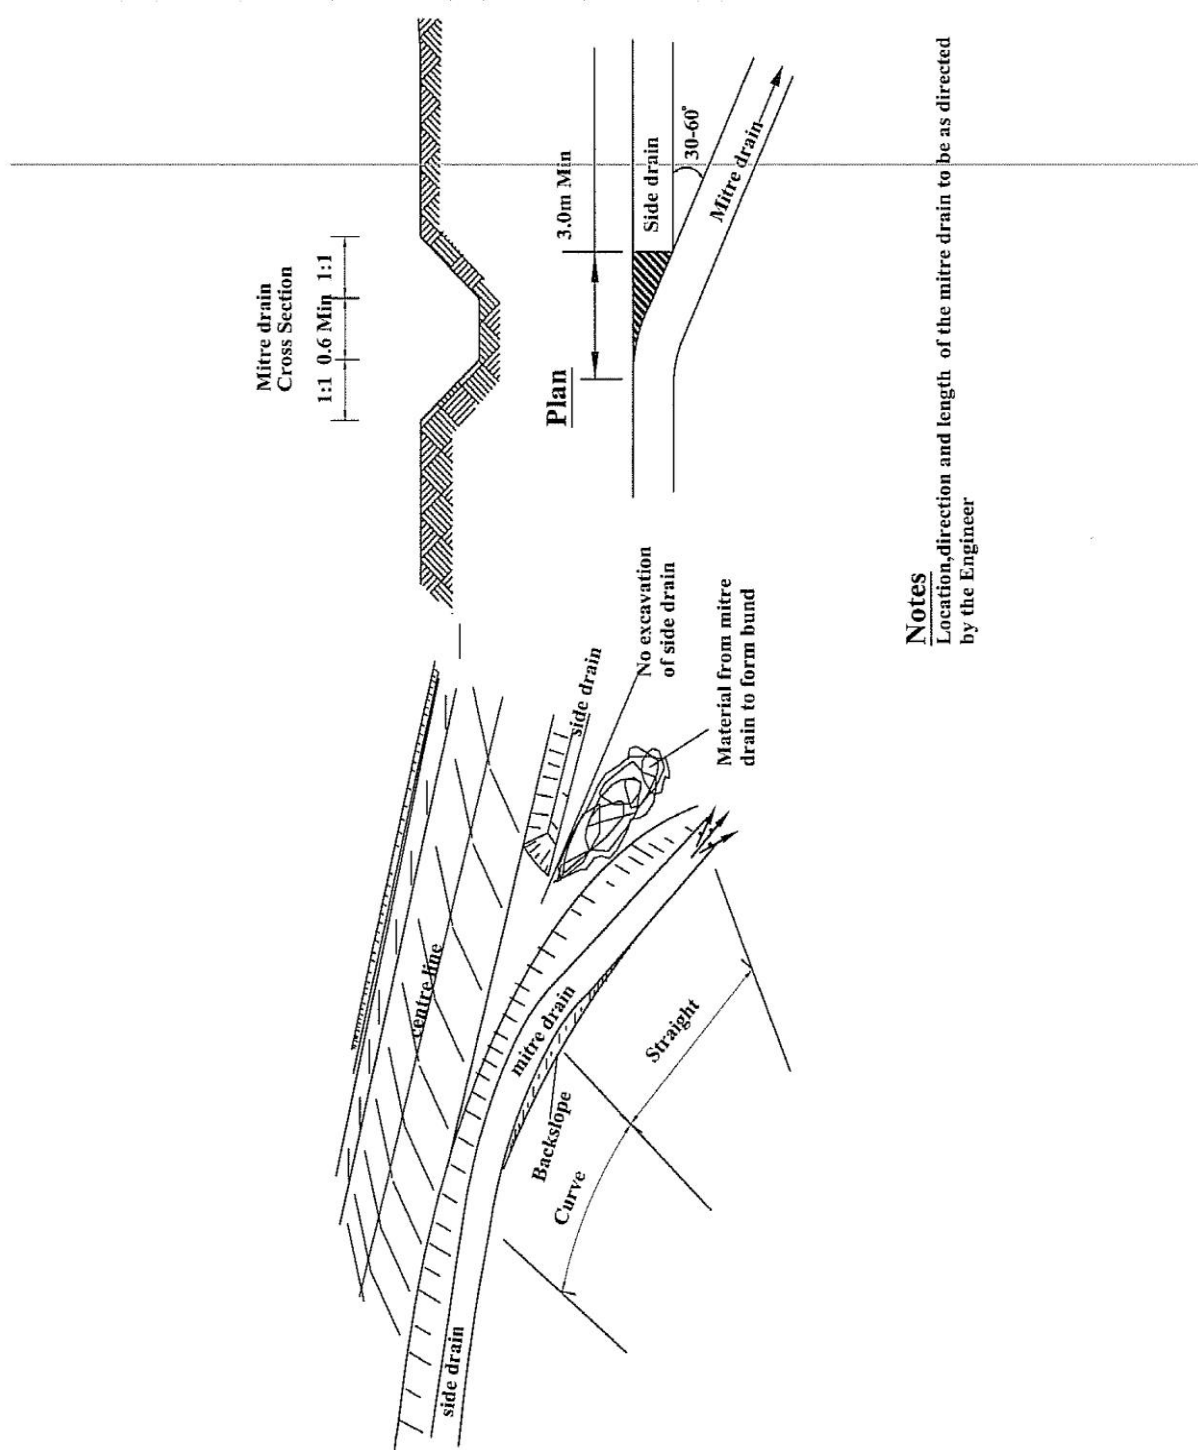 Mitre drain
Cross Section
1:1 0.6 Min 1:1
Plan
3.0m Min
Side drain
30-60°
Mitre drain
side drain
centre line
mitre drain
Backslope
Curve
Straight
side drain
No excavation
of side drain
Material from mitre
drain to form bund
Notes
Location,direction and length of the mitre drain to be as directed
by the Engineer